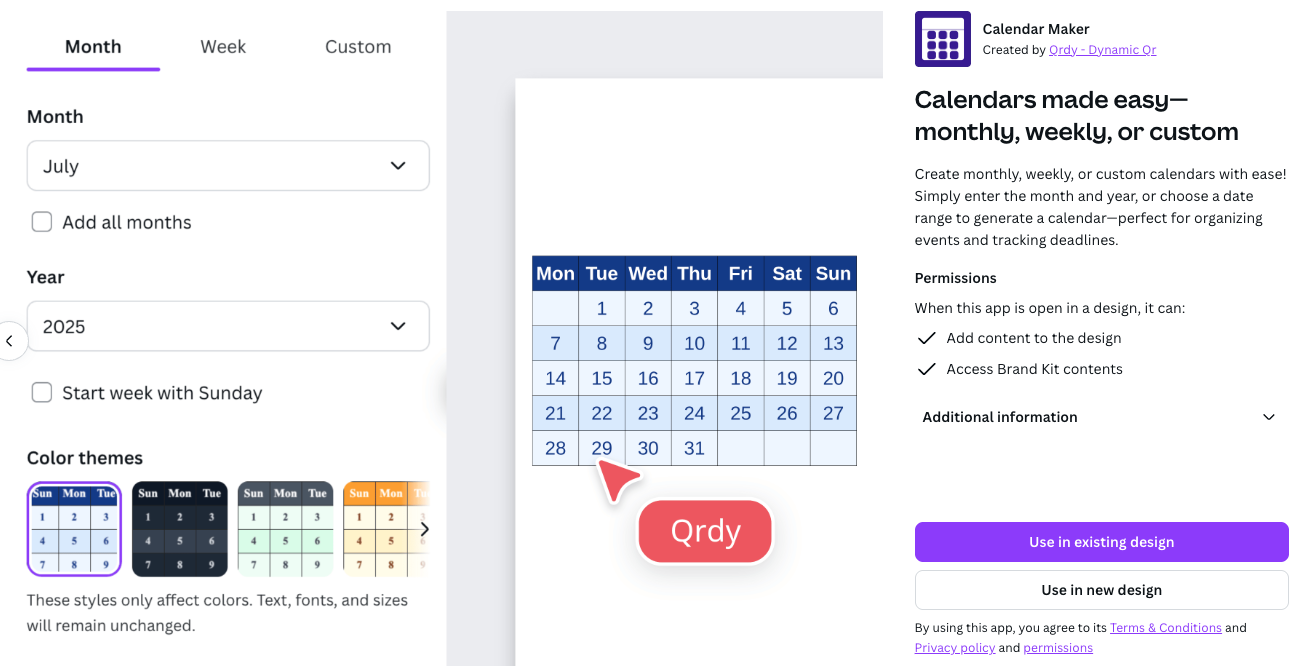 Month Week Custom
Month
July
Add all months
Year
2025
Start week with Sunday
Color themes
Sun Mon Tue
1 2 3
4 5 6
7 8 9
Sun Mon Tue
1 2 3
4 5 6
7 8 9
Sun Mon Tue
1 2 3
4 5 6
7 8 9
Sun Mon
1 2
4 5
7 8 9
These styles only affect colors. Text, fonts, and sizes
will remain unchanged.
Mon Tue Wed Thu Fri Sat Sun
1 2 3 4 5 6
7 8 9 10 11 12 13
14 15 16 17 18 19 20
21 22 23 24 25 26 27
28 29 30 31
Qrdy
Calendar Maker
Created by Qrdy - Dynamic Qr
Calendars made easy—
monthly, weekly, or custom
Create monthly, weekly, or custom calendars with ease!
Simply enter the month and year, or choose a date
range to generate a calendar—perfect for organizing
events and tracking deadlines.
Permissions
When this app is open in a design, it can:
Add content to the design
Access Brand Kit contents
Additional information
Use in existing design
Use in new design
By using this app, you agree to its Terms & Conditions and
Privacy policy and permissions